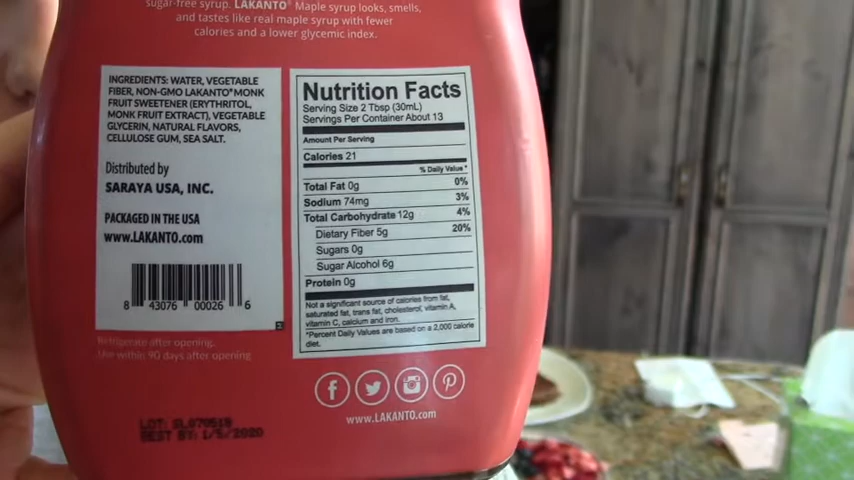 sugar-free syrup. LAKANTO® Maple syrup looks, smells,
and tastes like real maple syrup with fewer
calories and a lower glycemic index.
INGREDIENTS: WATER, VEGETABLE
FIBER, NON-GMO LAKANTO® MONK
FRUIT SWEETENER (ERYTHRITOL,
MONK FRUIT EXTRACT), VEGETABLE
GLYCERIN, NATURAL FLAVORS,
CELLULOSE GUM, SEA SALT.
Distributed by
SARAYA USA, INC.
PACKAGED IN THE USA
www.LAKANTO.com
8 43076 00026 6
Refrigerate after opening.
Use within 90 days after opening
LOT: SL070519
BEST BY: 1/5/2020
Nutrition Facts
Serving Size 2 Tbsp (30mL)
Servings Per Container About 13
Amount Per Serving
Calories 21
% Daily Value*
Total Fat 0g 0%
Sodium 74mg 3%
Total Carbohydrate 12g 4%
Dietary Fiber 5g 20%
Sugars 0g
Sugar Alcohol 6g
Protein 0g
Not a significant source of calories from fat,
saturated fat, trans fat, cholesterol, vitamin A,
vitamin C, calcium and iron.
*Percent Daily Values are based on a 2,000 calorie
diet.
www.LAKANTO.com